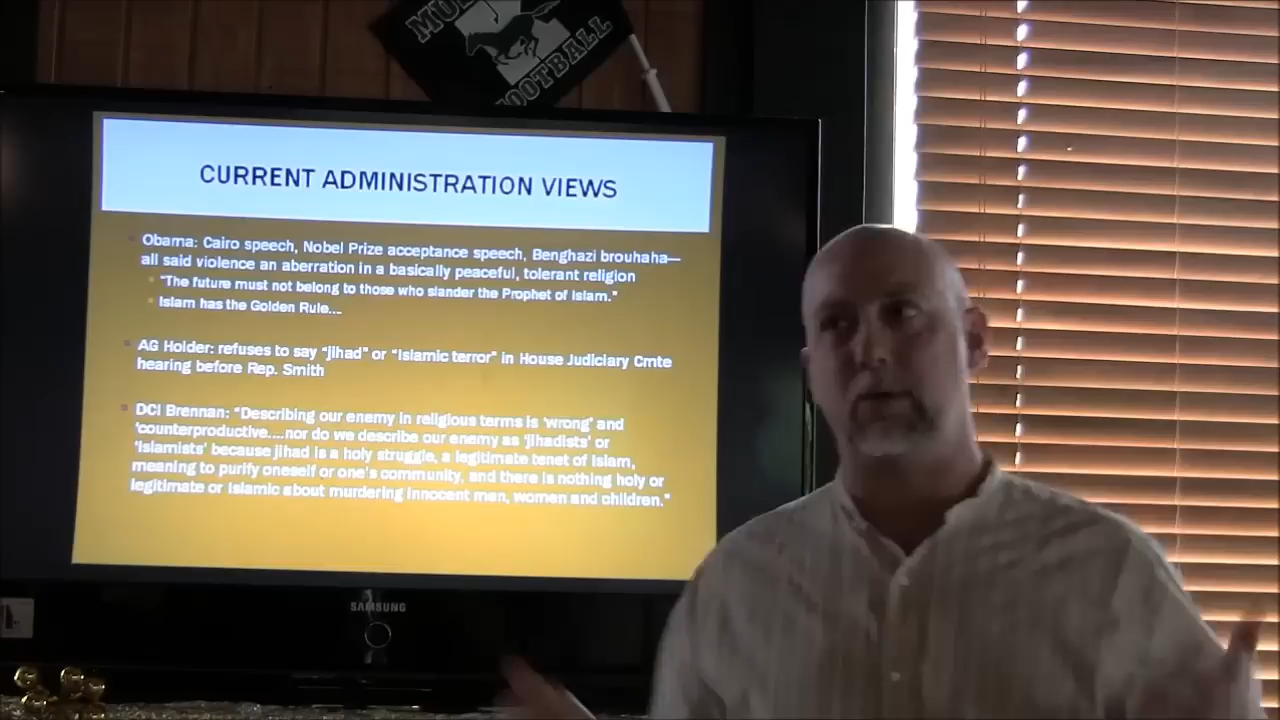 MU
FOOTBALL
CURRENT ADMINISTRATION VIEWS
Obama: Cairo speech, Nobel Prize acceptance speech, Benghazi brouhaha—
all said violence an aberration in a basically peaceful, tolerant religion
"The future must not belong to those who slander the Prophet of Islam."
Islam has the Golden Rule...
AG Holder: refuses to say "jihad" or "Islamic terror" in House Judiciary Cmte
hearing before Rep. Smith
DCI Brennan: "Describing our enemy in religious terms is 'wrong' and
'counterproductive....nor do we describe our enemy as 'jihadists' or
'Islamists' because jihad is a holy struggle, a legitimate tenet of Islam,
meaning to purify oneself or one's community, and there is nothing holy or
legitimate or Islamic about murdering innocent men, women and children."
SAMSUNG